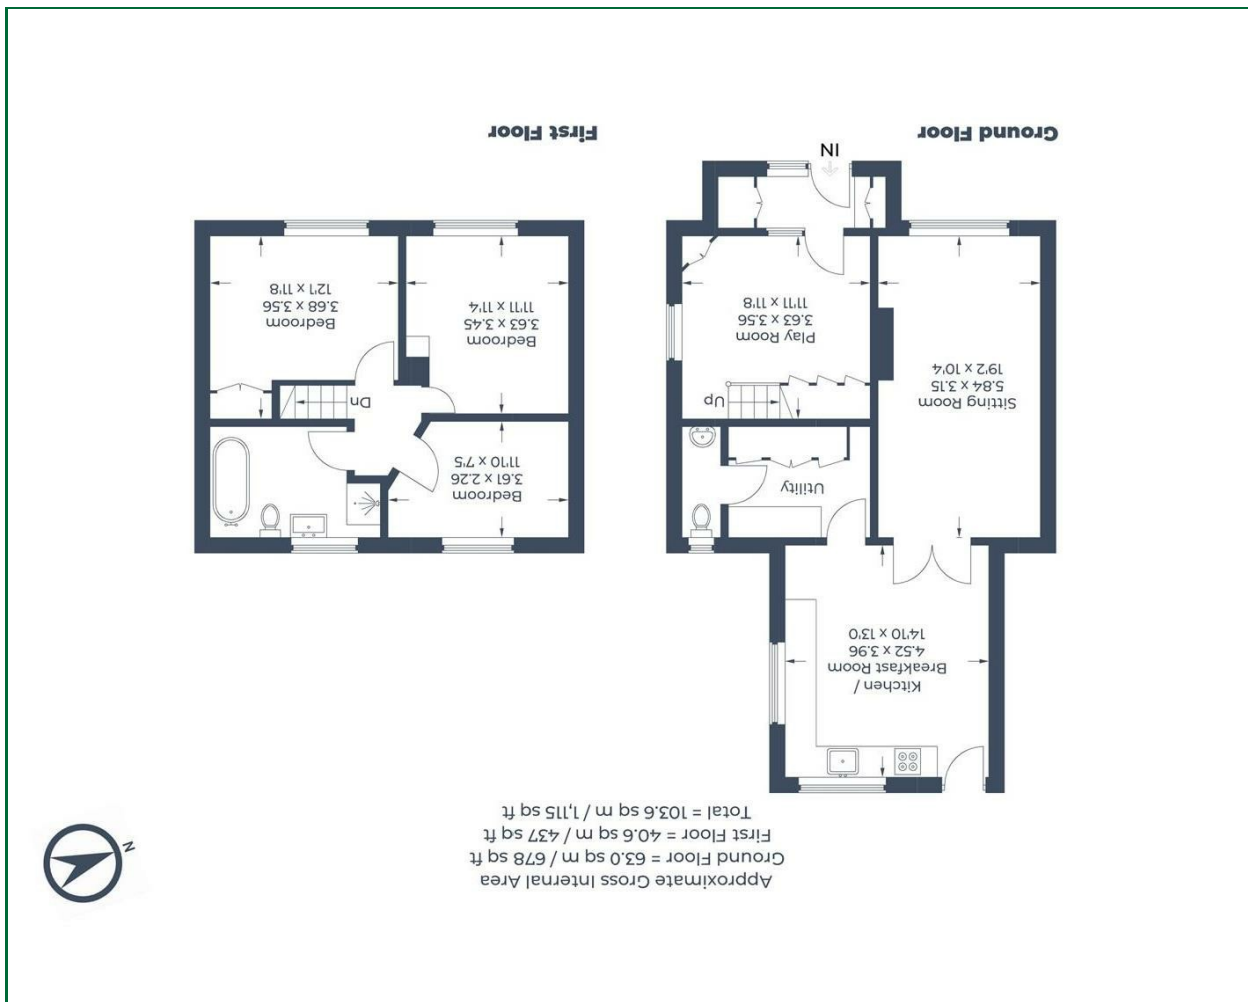 Approximate Gross Internal Area
Ground Floor = 63.0 sq m / 678 sq ft
First Floor = 40.6 sq m / 437 sq ft
Total = 103.6 sq m / 1,115 sq ft
N
Kitchen /
Breakfast Room
4.52 x 3.96
14'10 x 13'0
Utility
Sitting Room
5.84 x 3.15
19'2 x 10'4
Up
Play Room
3.63 x 3.56
11'11 x 11'8
IN
Ground Floor
Bedroom
3.61 x 2.26
11'10 x 7'5
Dn
Bedroom
3.63 x 3.45
11'11 x 11'4
Bedroom
3.68 x 3.56
12'1 x 11'8
First Floor